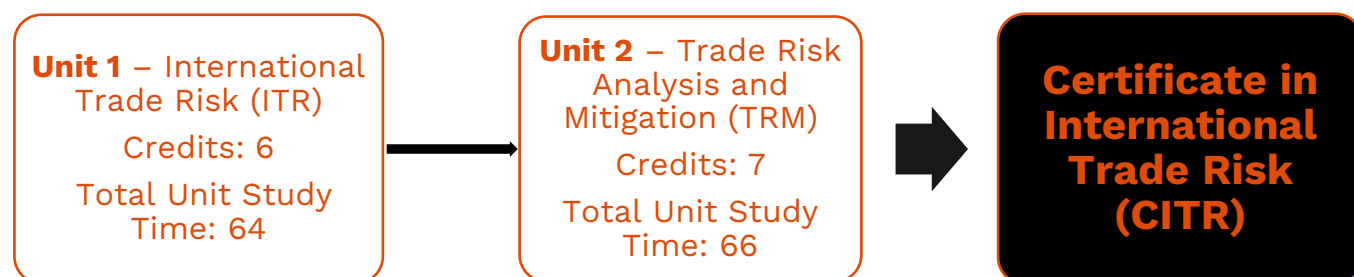 Unit 1 – International
Trade Risk (ITR)
Credits: 6
Total Unit Study
Time: 64
Unit 2 – Trade Risk
Analysis and
Mitigation (TRM)
Credits: 7
Total Unit Study
Time: 66
Certificate in
International
Trade Risk
(CITR)